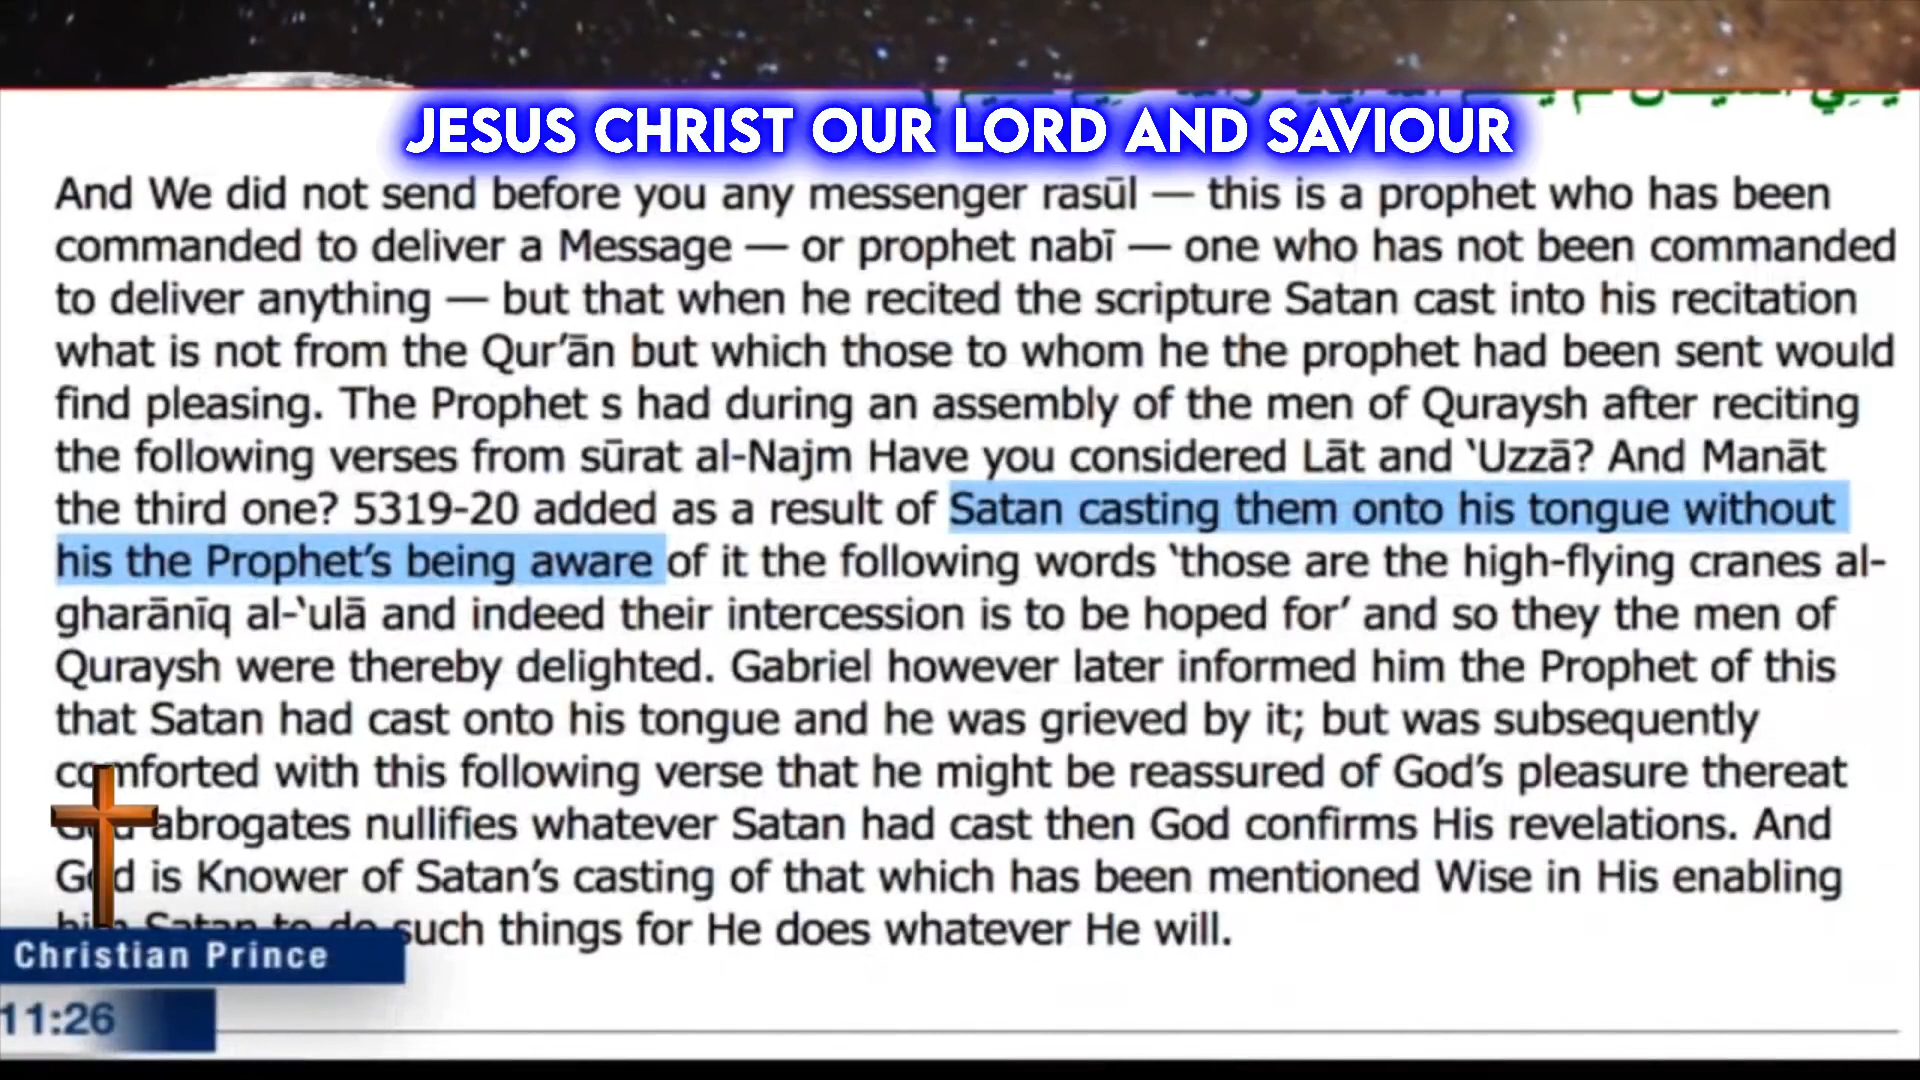 JESUS CHRIST OUR LORD AND SAVIOUR
And We did not send before you any messenger rasūl — this is a prophet who has been
commanded to deliver a Message — or prophet nabī — one who has not been commanded
to deliver anything — but that when he recited the scripture Satan cast into his recitation
what is not from the Qur’ān but which those to whom he the prophet had been sent would
find pleasing. The Prophet s had during an assembly of the men of Quraysh after reciting
the following verses from sūrat al-Najm Have you considered Lāt and ‘Uzzā? And Manāt
the third one? 5319-20 added as a result of Satan casting them onto his tongue without
his the Prophet’s being aware of it the following words ‘those are the high-flying cranes al-
gharānīq al-‘ulā and indeed their intercession is to be hoped for’ and so they the men of
Quraysh were thereby delighted. Gabriel however later informed him the Prophet of this
that Satan had cast onto his tongue and he was grieved by it; but was subsequently
comforted with this following verse that he might be reassured of God’s pleasure thereat
God abrogates nullifies whatever Satan had cast then God confirms His revelations. And
God is Knower of Satan’s casting of that which has been mentioned Wise in His enabling
him Satan to do such things for He does whatever He will.
Christian Prince
11:26